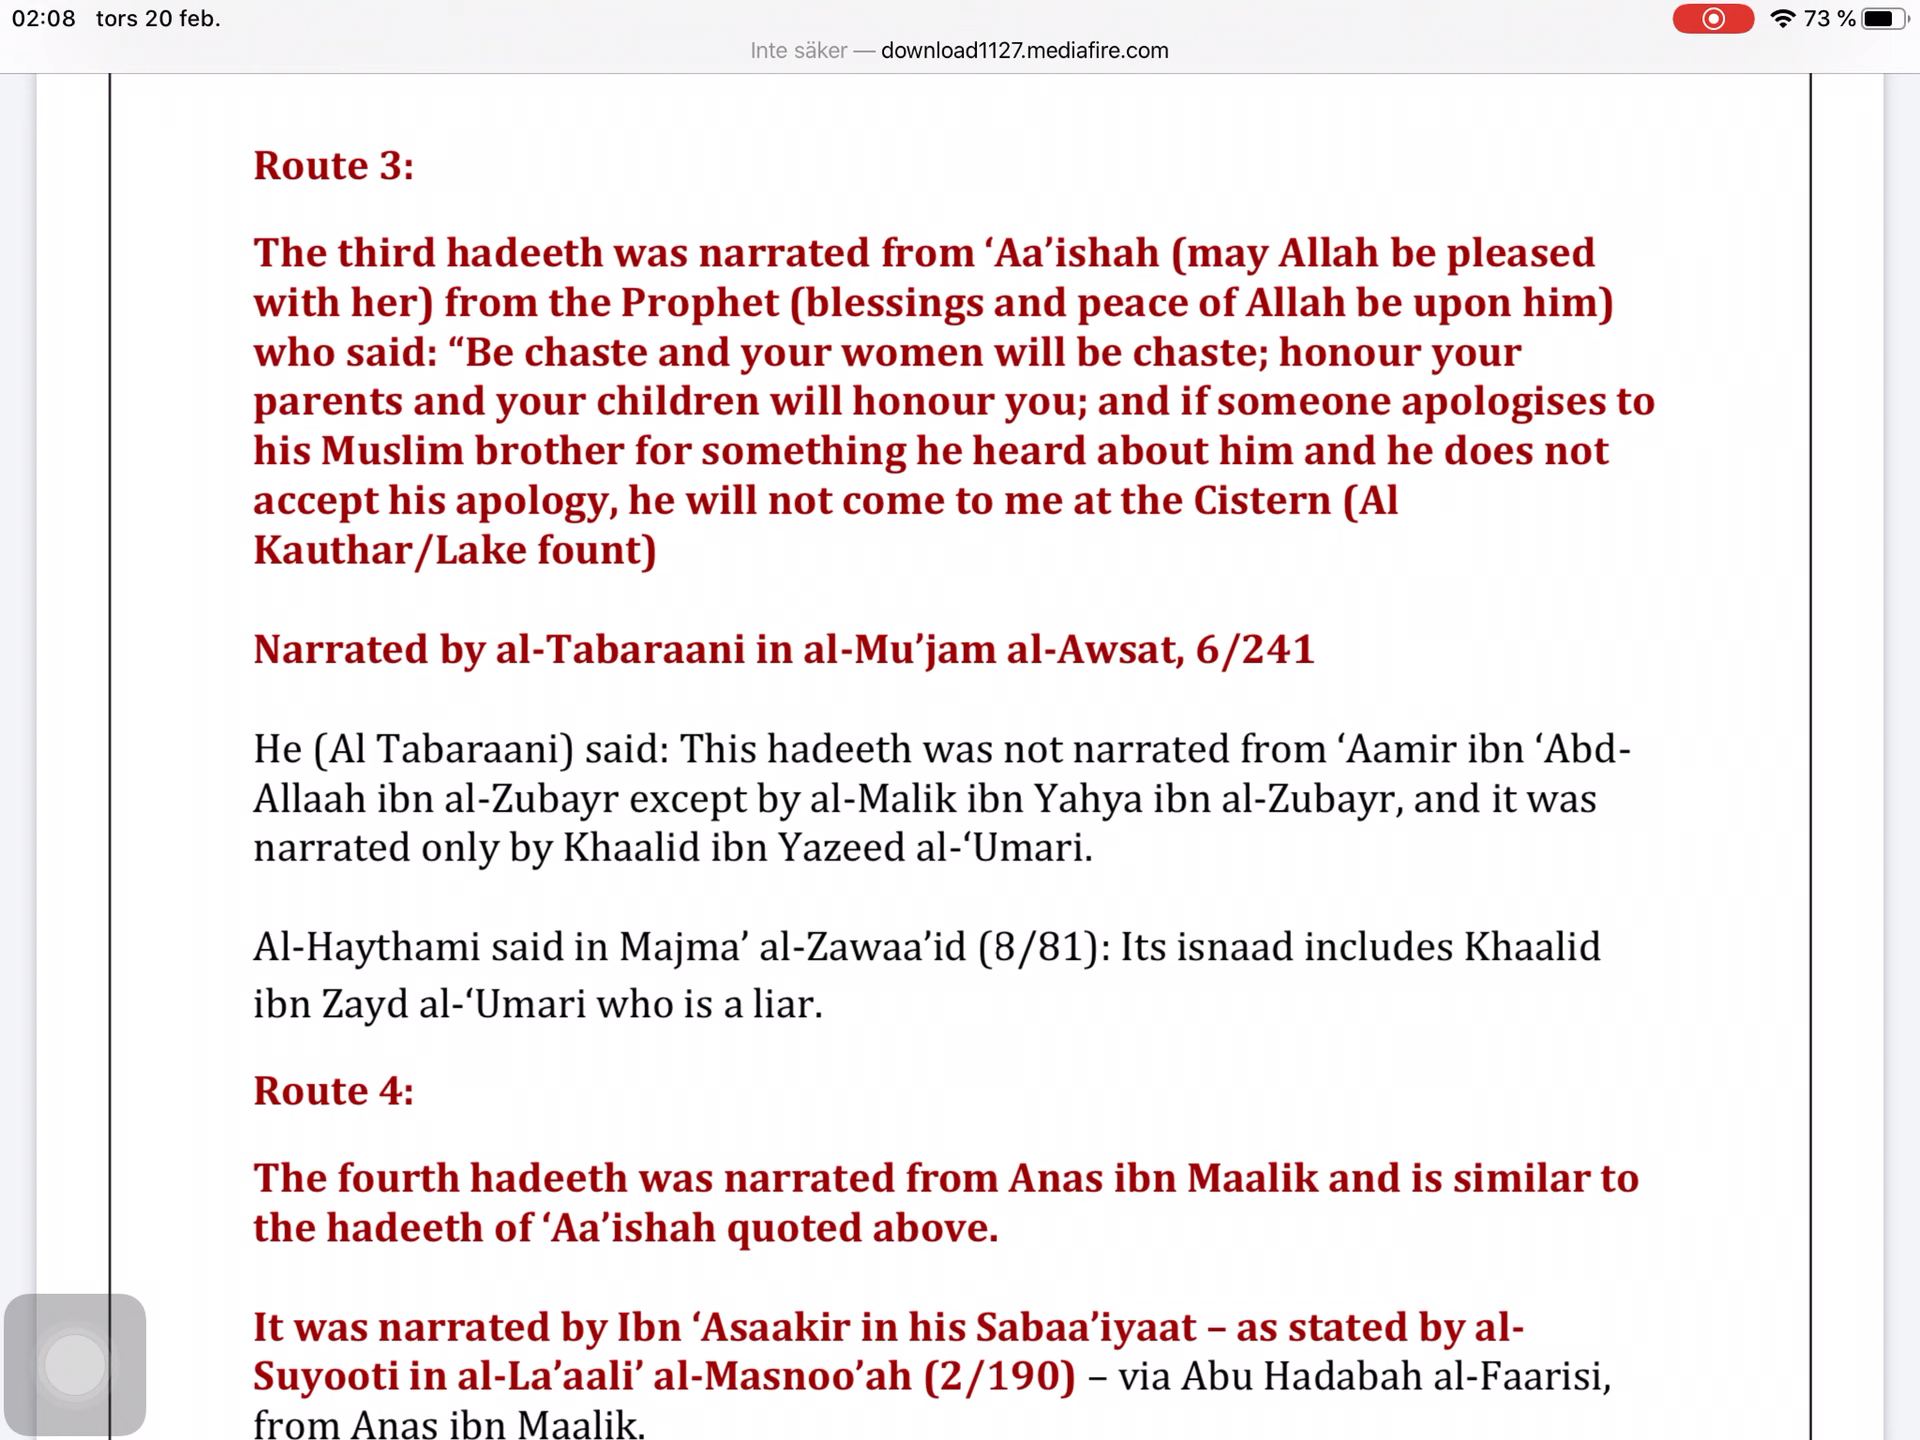 02:08 tors 20 feb.
73 %
Inte säker — download1127.mediafire.com
Route 3:
The third hadeeth was narrated from ‘Aa’ishah (may Allah be pleased
with her) from the Prophet (blessings and peace of Allah be upon him)
who said: “Be chaste and your women will be chaste; honour your
parents and your children will honour you; and if someone apologises to
his Muslim brother for something he heard about him and he does not
accept his apology, he will not come to me at the Cistern (Al
Kauthar/Lake fount)
Narrated by al-Tabaraani in al-Mu’jam al-Awsat, 6/241
He (Al Tabaraani) said: This hadeeth was not narrated from ‘Aamir ibn ‘Abd-
Allaah ibn al-Zubayr except by al-Malik ibn Yahya ibn al-Zubayr, and it was
narrated only by Khaalid ibn Yazeed al-‘Umari.
Al-Haythami said in Majma’ al-Zawaa’id (8/81): Its isnaad includes Khaalid
ibn Zayd al-‘Umari who is a liar.
Route 4:
The fourth hadeeth was narrated from Anas ibn Maalik and is similar to
the hadeeth of ‘Aa’ishah quoted above.
It was narrated by Ibn ‘Asaakir in his Sabaa’iyaat – as stated by al-
Suyooti in al-La’aali’ al-Masnoo’ah (2/190) – via Abu Hadabah al-Faarisi,
from Anas ibn Maalik.